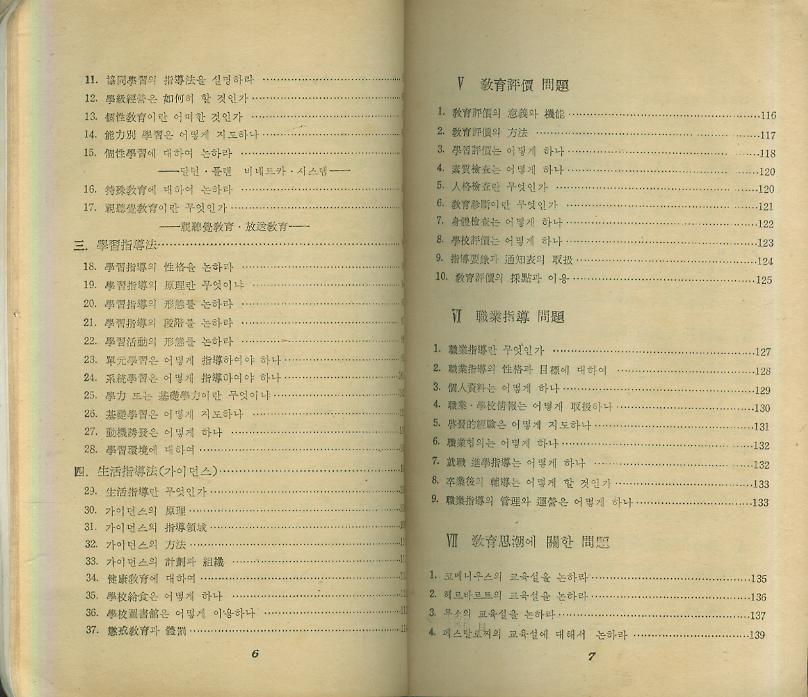 11. 協同學習의 指導法을 설명하라
12. 學級經營은 如何히 할 것인가
13. 個性敎育이란 어떠한 것인가
14. 能力別 學習은 어떻게 지도하나
15. 個性學習에 대하여 논하라
——덜턴·플랜 비네트카·시스템——
16. 特殊敎育에 대하여 논하라
17. 視聽覺敎育이란 무엇인가
——視聽覺敎育·放送敎育——
三. 學習指導法
18. 學習指導의 性格을 논하라
19. 學習指導의 原理란 무엇이냐
20. 學習指導의 形態를 논하라
21. 學習指導의 段階를 논하라
22. 學習活動의 形態를 논하라
23. 單元學習은 어떻게 指導하여야 하나
24. 系統學習은 어떻게 指導하여야 하나
25. 學力 또는 基礎學力이란 무엇이냐
26. 基礎學習은 어떻게 지도하나
27. 動機誘發은 어떻게 하나
28. 學習環境에 대하여
四. 生活指導法(가이던스)
29. 生活指導란 무엇인가
30. 가이던스의 原理
31. 가이던스의 指導領域
32. 가이던스의 方法
33. 가이던스의 計劃과 組織
34. 健康敎育에 대하여
35. 學校給食은 어떻게 하나
36. 學校圖書館은 어떻게 이용하나
37. 懲戒敎育과 體罰
6
Ⅴ 敎育評價 問題
1. 敎育評價의 意義와 機能 116
2. 敎育評價의 方法 117
3. 學習評價는 어떻게 하나 118
4. 素質檢査는 어떻게 하나 120
5. 人格檢査란 무엇인가 120
6. 敎育診斷이란 무엇인가 121
7. 身體檢査는 어떻게 하나 122
8. 學校評價는 어떻게 하나 123
9. 指導要錄과 通知表의 取扱 124
10. 敎育評價의 採點과 이용 125
Ⅵ 職業指導 問題
1. 職業指導란 무엇인가 127
2. 職業指導의 性格과 目標에 대하여 128
3. 個人資料는 어떻게 하나 129
4. 職業·學校情報는 어떻게 取扱하나 130
5. 啓發的經驗은 어떻게 지도하나 131
6. 職業협의는 어떻게 하나 132
7. 就職 進學指導는 어떻게 하나 132
8. 卒業後의 輔導는 어떻게 할 것인가 133
9. 職業指導의 管理와 運營은 어떻게 하나 133
Ⅶ 敎育思潮에 關한 問題
1. 코메니우스의 교육설을 논하라 135
2. 헤르바르트의 교육설을 논하라 136
3. 루소의 교육설을 논하라 137
4. 페스탈로찌의 교육설에 대해서 논하라 139
7